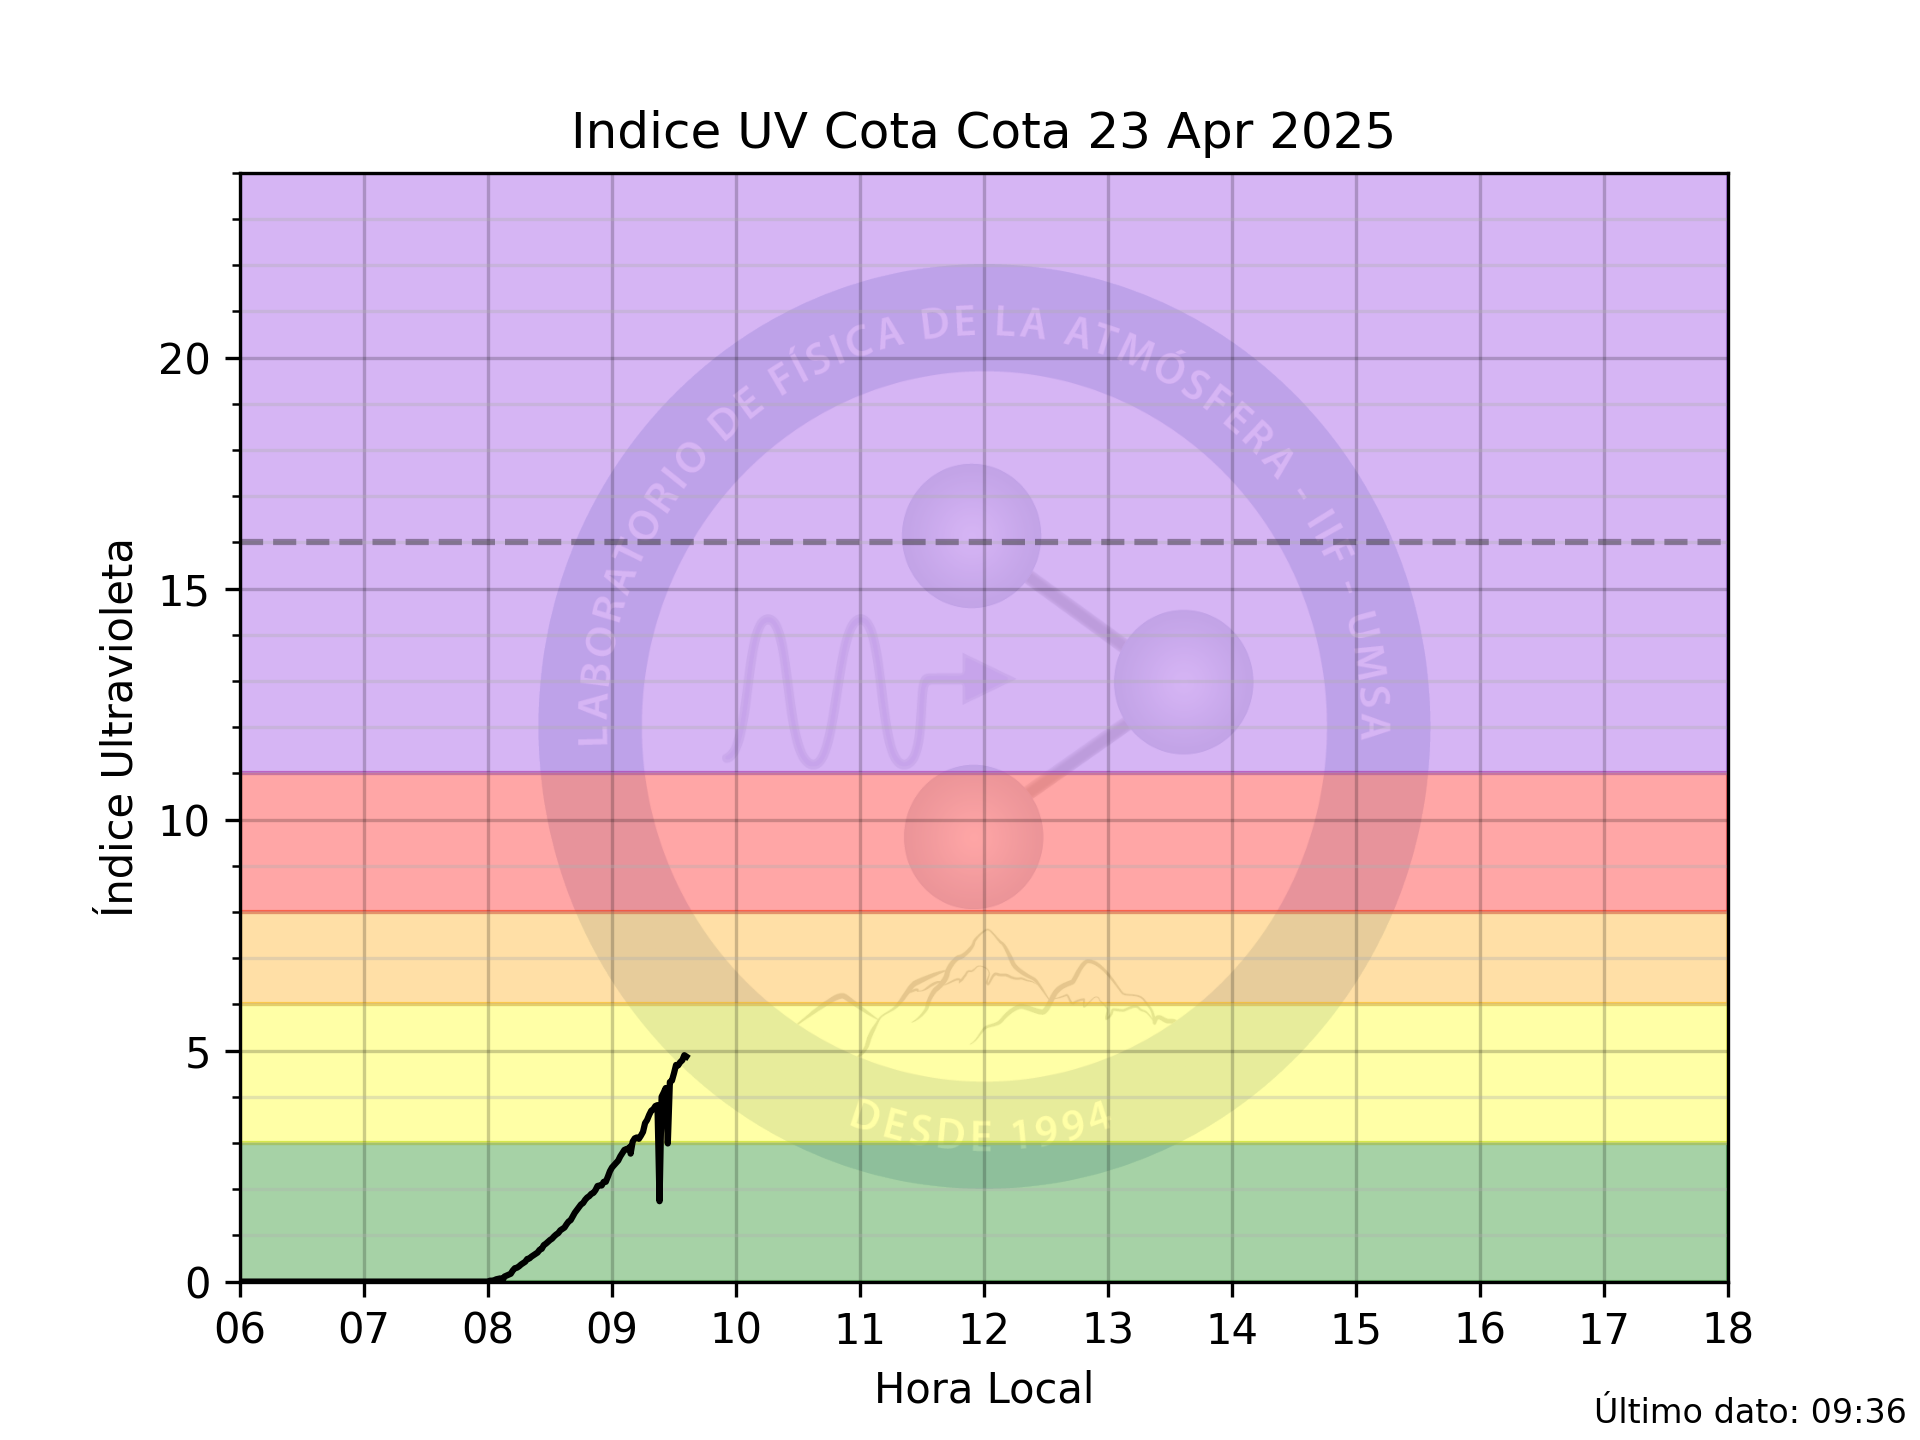 Indice UV Cota Cota 23 Apr 2025
Índice Ultravioleta
20
15
10
5
0
LABORATORIO DE FÍSICA DE LA ATMÓSFERA - IIF - UMSA
DESDE 1994
06 07 08 09 10 11 12 13 14 15 16 17 18
Hora Local
Último dato: 09:36